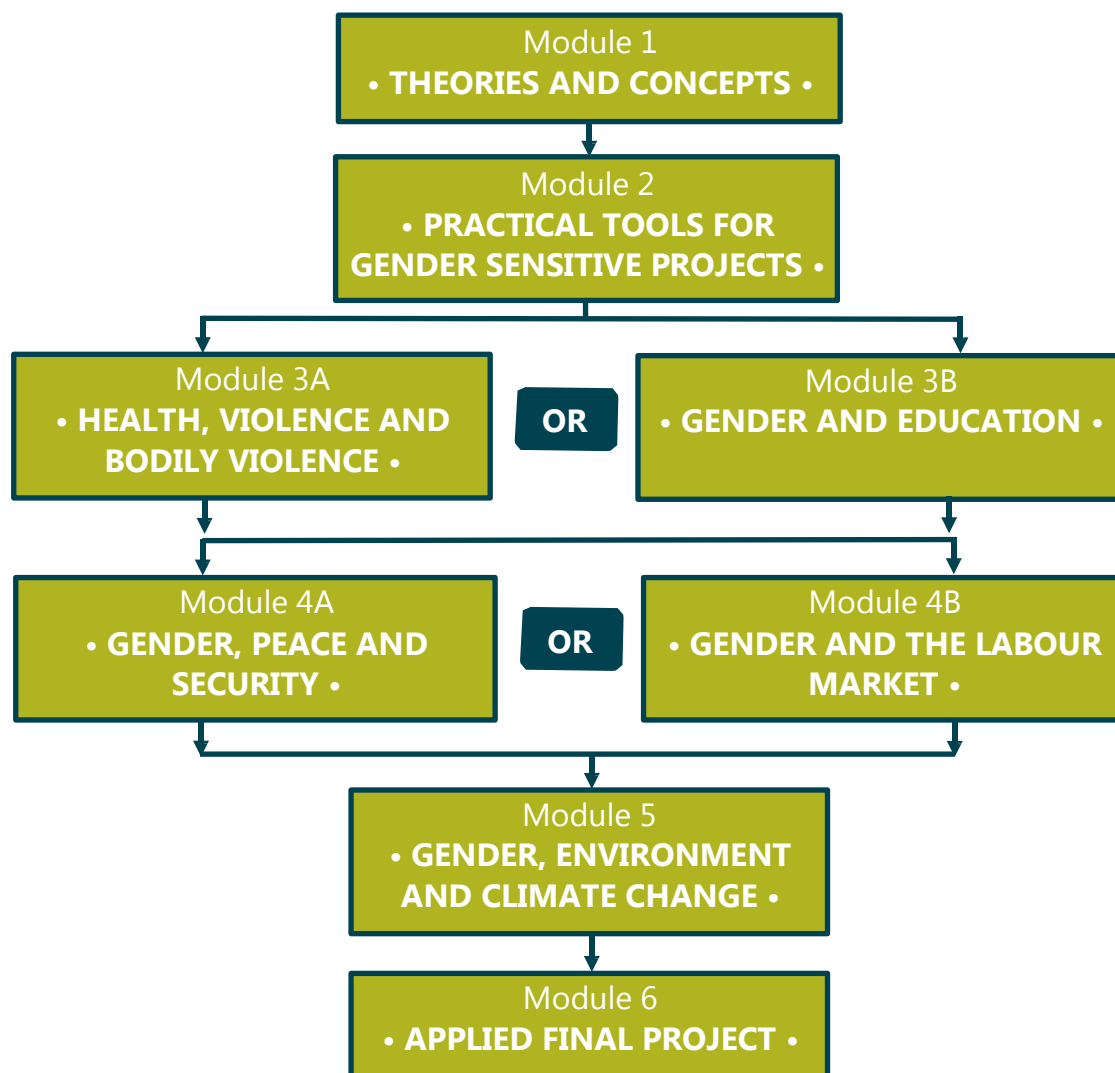 Module 1
• THEORIES AND CONCEPTS •
Module 2
• PRACTICAL TOOLS FOR
GENDER SENSITIVE PROJECTS •
Module 3A
• HEALTH, VIOLENCE AND
BODILY VIOLENCE •
OR
Module 3B
• GENDER AND EDUCATION •
Module 4A
• GENDER, PEACE AND
SECURITY •
OR
Module 4B
• GENDER AND THE LABOUR
MARKET •
Module 5
• GENDER, ENVIRONMENT
AND CLIMATE CHANGE •
Module 6
• APPLIED FINAL PROJECT •